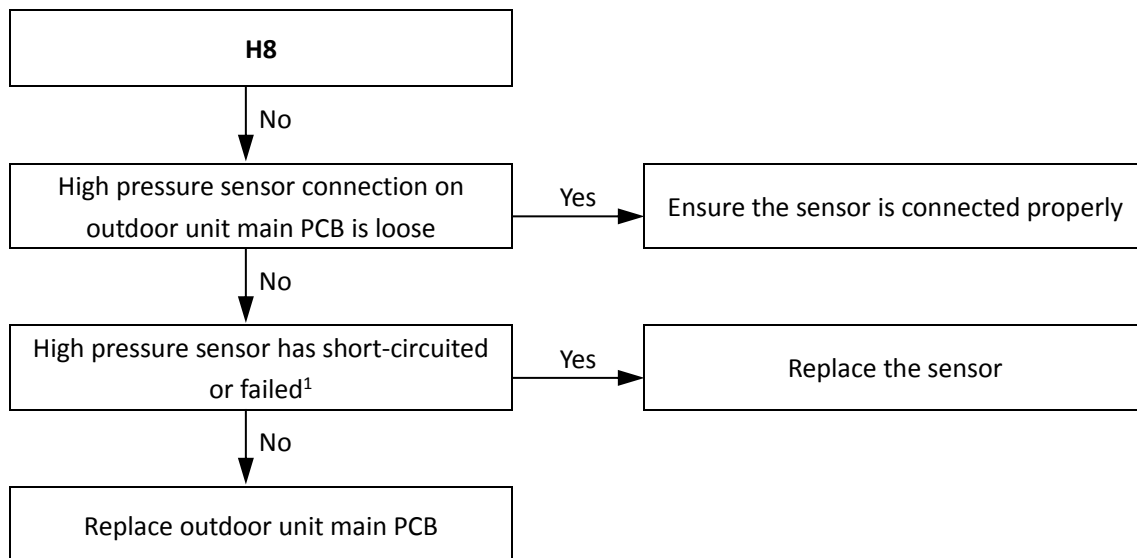 H8
No
High pressure sensor connection on
outdoor unit main PCB is loose
Yes
Ensure the sensor is connected properly
No
High pressure sensor has short-circuited
or failed¹
Yes
Replace the sensor
No
Replace outdoor unit main PCB